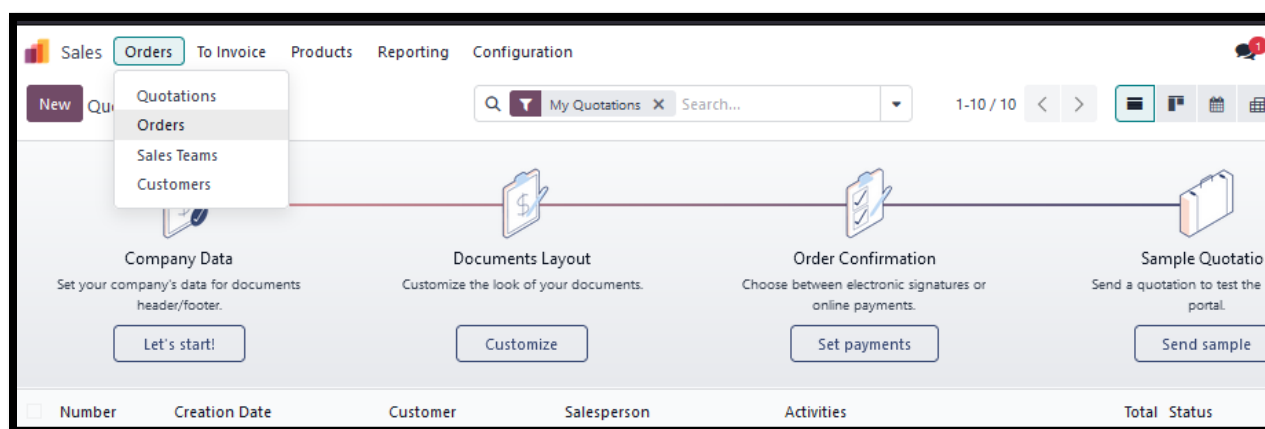 Sales Orders To Invoice Products Reporting Configuration 1
New Quo My Quotations Search... 1-10 / 10
Quotations
Orders
Sales Teams
Customers
Company Data
Set your company's data for documents
header/footer.
Let's start!
Documents Layout
Customize the look of your documents.
Customize
Order Confirmation
Choose between electronic signatures or
online payments.
Set payments
Sample Quotatio
Send a quotation to test the
portal.
Send sample
Number Creation Date Customer Salesperson Activities Total Status